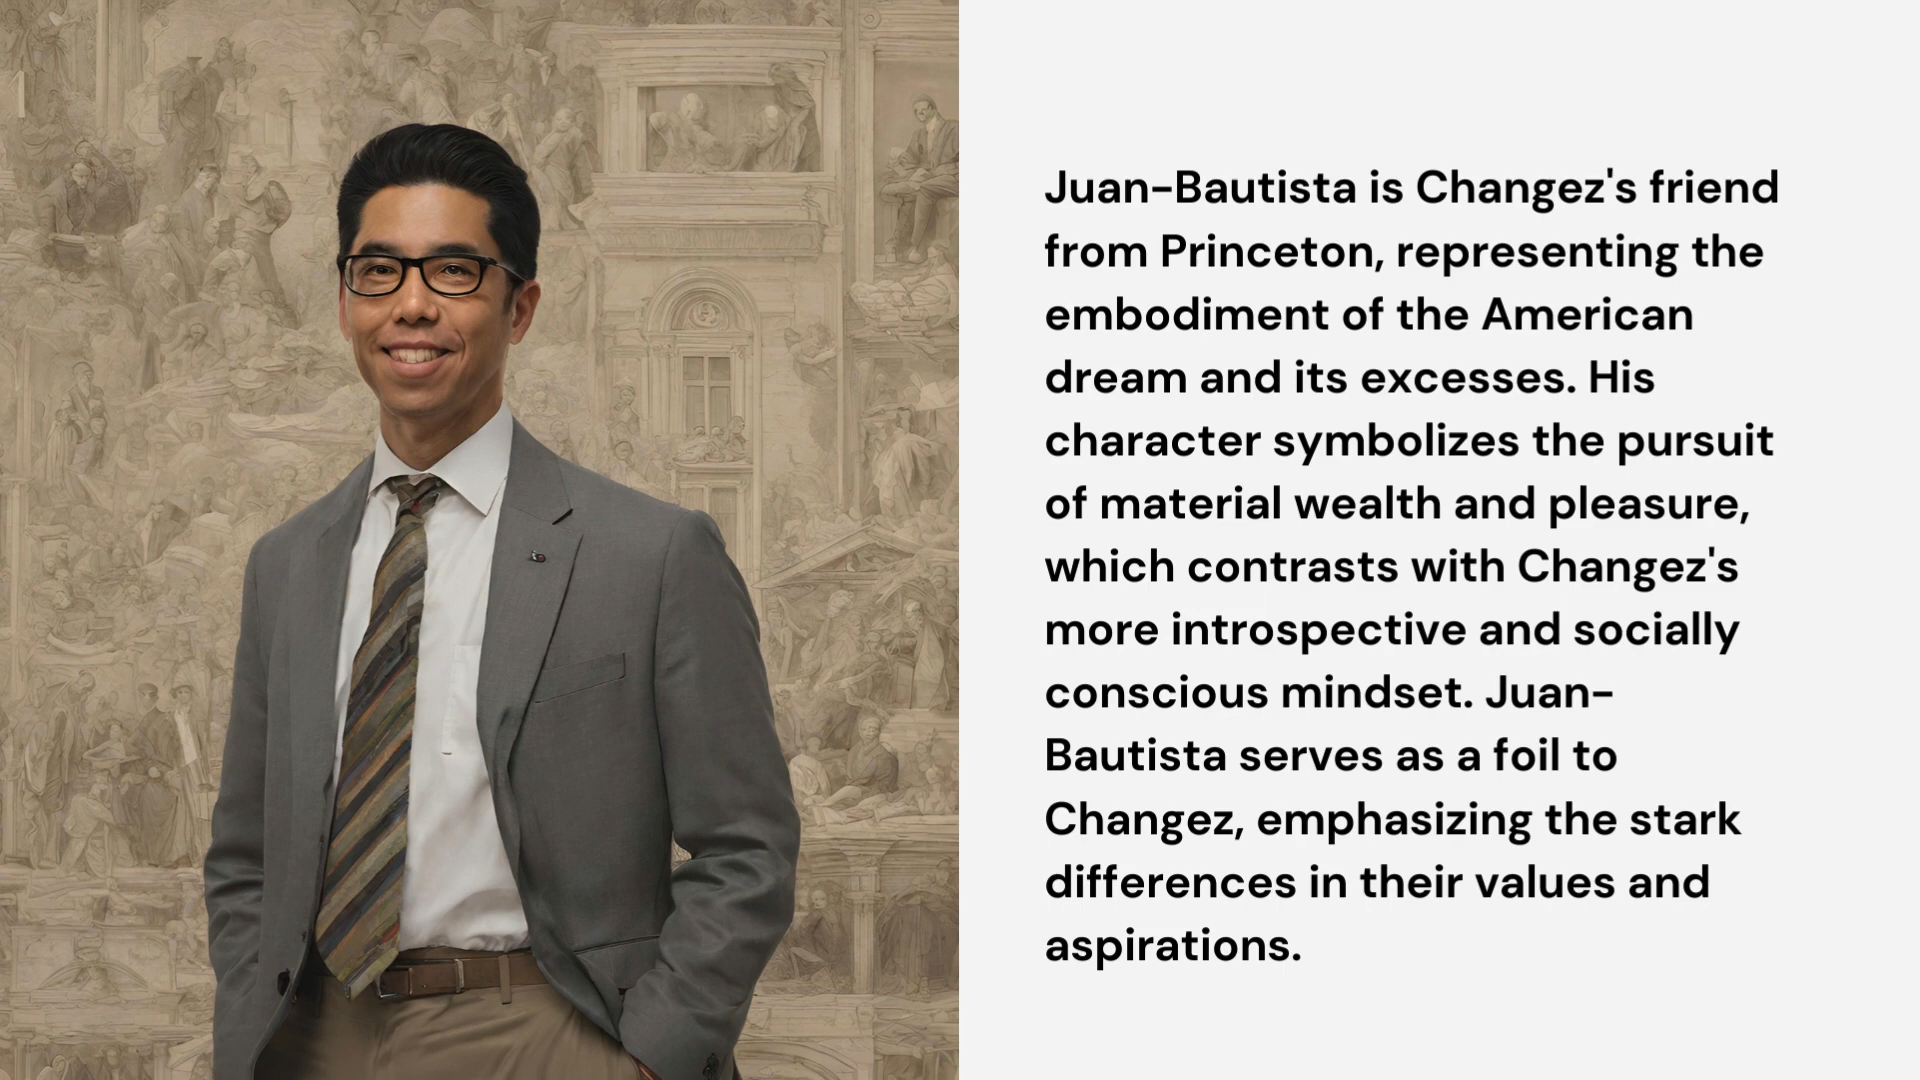 Juan-Bautista is Changez's friend
from Princeton, representing the
embodiment of the American
dream and its excesses. His
character symbolizes the pursuit
of material wealth and pleasure,
which contrasts with Changez's
more introspective and socially
conscious mindset. Juan-
Bautista serves as a foil to
Changez, emphasizing the stark
differences in their values and
aspirations.